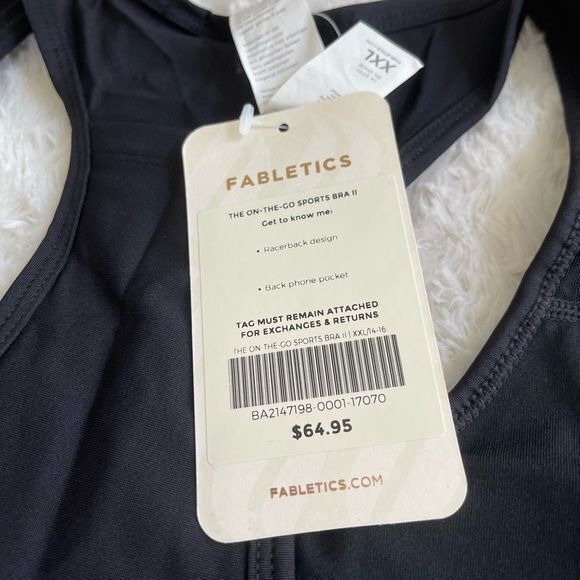 XXL
FABLETICS
THE ON-THE-GO SPORTS BRA II
Get to know me:
• Racerback design
• Back phone pocket
TAG MUST REMAIN ATTACHED
FOR EXCHANGES & RETURNS
THE ON-THE-GO SPORTS BRA II | XXL/14-16
BA2147198-0001-17070
$64.95
FABLETICS.COM